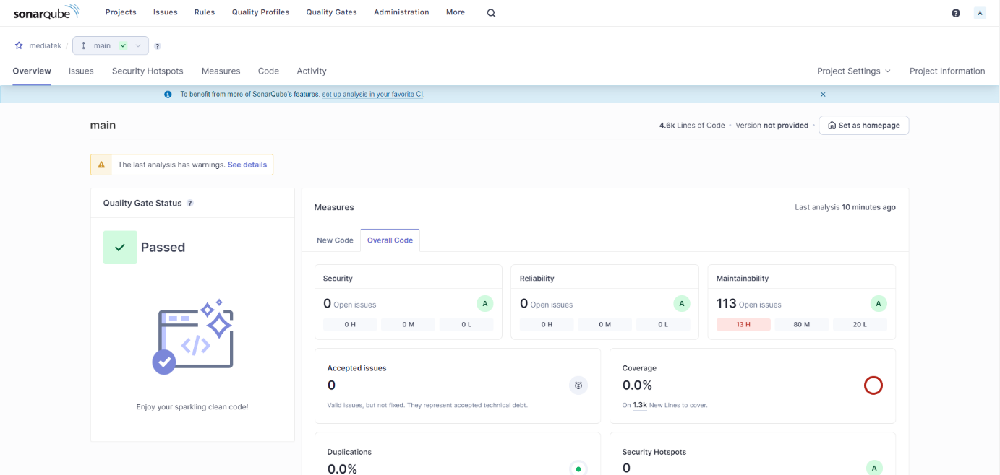 sonarqube Projects Issues Rules Quality Profiles Quality Gates Administration More ? A
mediatek / main ?
Overview Issues Security Hotspots Measures Code Activity Project Settings Project Information
To benefit from more of SonarQube's features, set up analysis in your favorite CI.
main 4.6k Lines of Code • Version not provided • Set as homepage
The last analysis has warnings. See details
Quality Gate Status ?
Passed
Enjoy your sparkling clean code!
Measures Last analysis 10 minutes ago
New Code Overall Code
Security Reliability Maintainability
0 Open issues A 0 Open issues A 113 Open issues A
0 H 0 M 0 L 0 H 0 M 0 L 13 H 80 M 20 L
Accepted issues Coverage
0 0.0%
Valid issues, but not fixed. They represent accepted technical debt. On 1.3k New Lines to cover.
Duplications Security Hotspots
0.0% 0 A